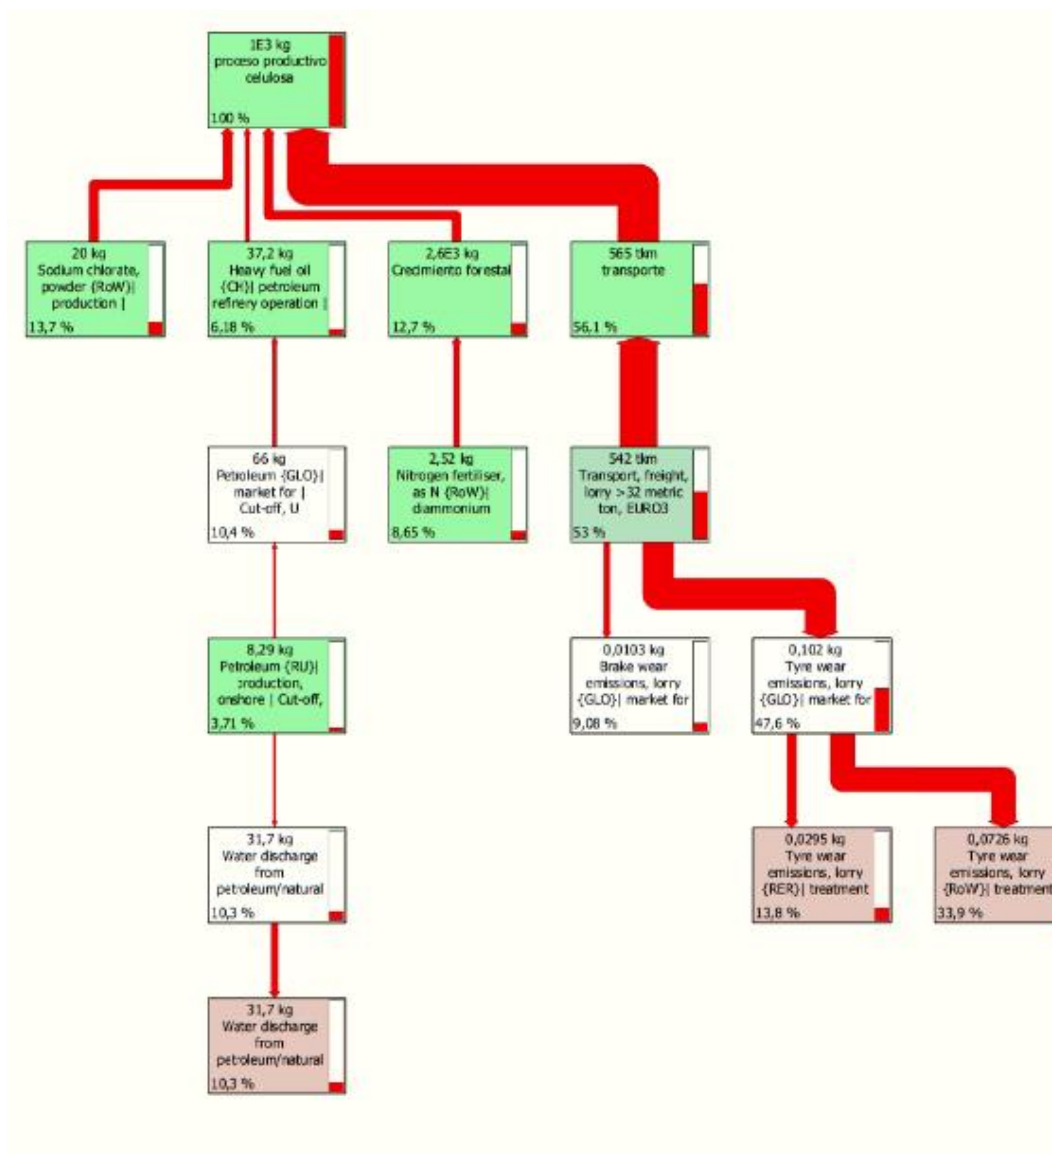 1E3 kg
proceso productivo
celulosa
100 %
20 kg
Sodium chlorate,
powder {RoW}|
production |
13,7 %
37,2 kg
Heavy fuel oil
{CH}| petroleum
refinery operation |
6,18 %
2,6E3 kg
Crecimiento forestal
12,7 %
565 tkm
transporte
56,1 %
66 kg
Petroleum {GLO}|
market for |
Cut-off, U
10,4 %
2,52 kg
Nitrogen fertiliser,
as N {RoW}|
diammonium
8,65 %
542 tkm
Transport, freight,
lorry >32 metric
ton, EURO3
53 %
8,29 kg
Petroleum {RU}|
production,
onshore | Cut-off,
3,71 %
0,0103 kg
Brake wear
emissions, lorry
{GLO}| market for
9,08 %
0,102 kg
Tyre wear
emissions, lorry
{GLO}| market for
47,6 %
31,7 kg
Water discharge
from
petroleum/natural
10,3 %
0,0295 kg
Tyre wear
emissions, lorry
{RER}| treatment
13,8 %
0,0726 kg
Tyre wear
emissions, lorry
{RoW}| treatment
33,9 %
31,7 kg
Water discharge
from
petroleum/natural
10,3 %